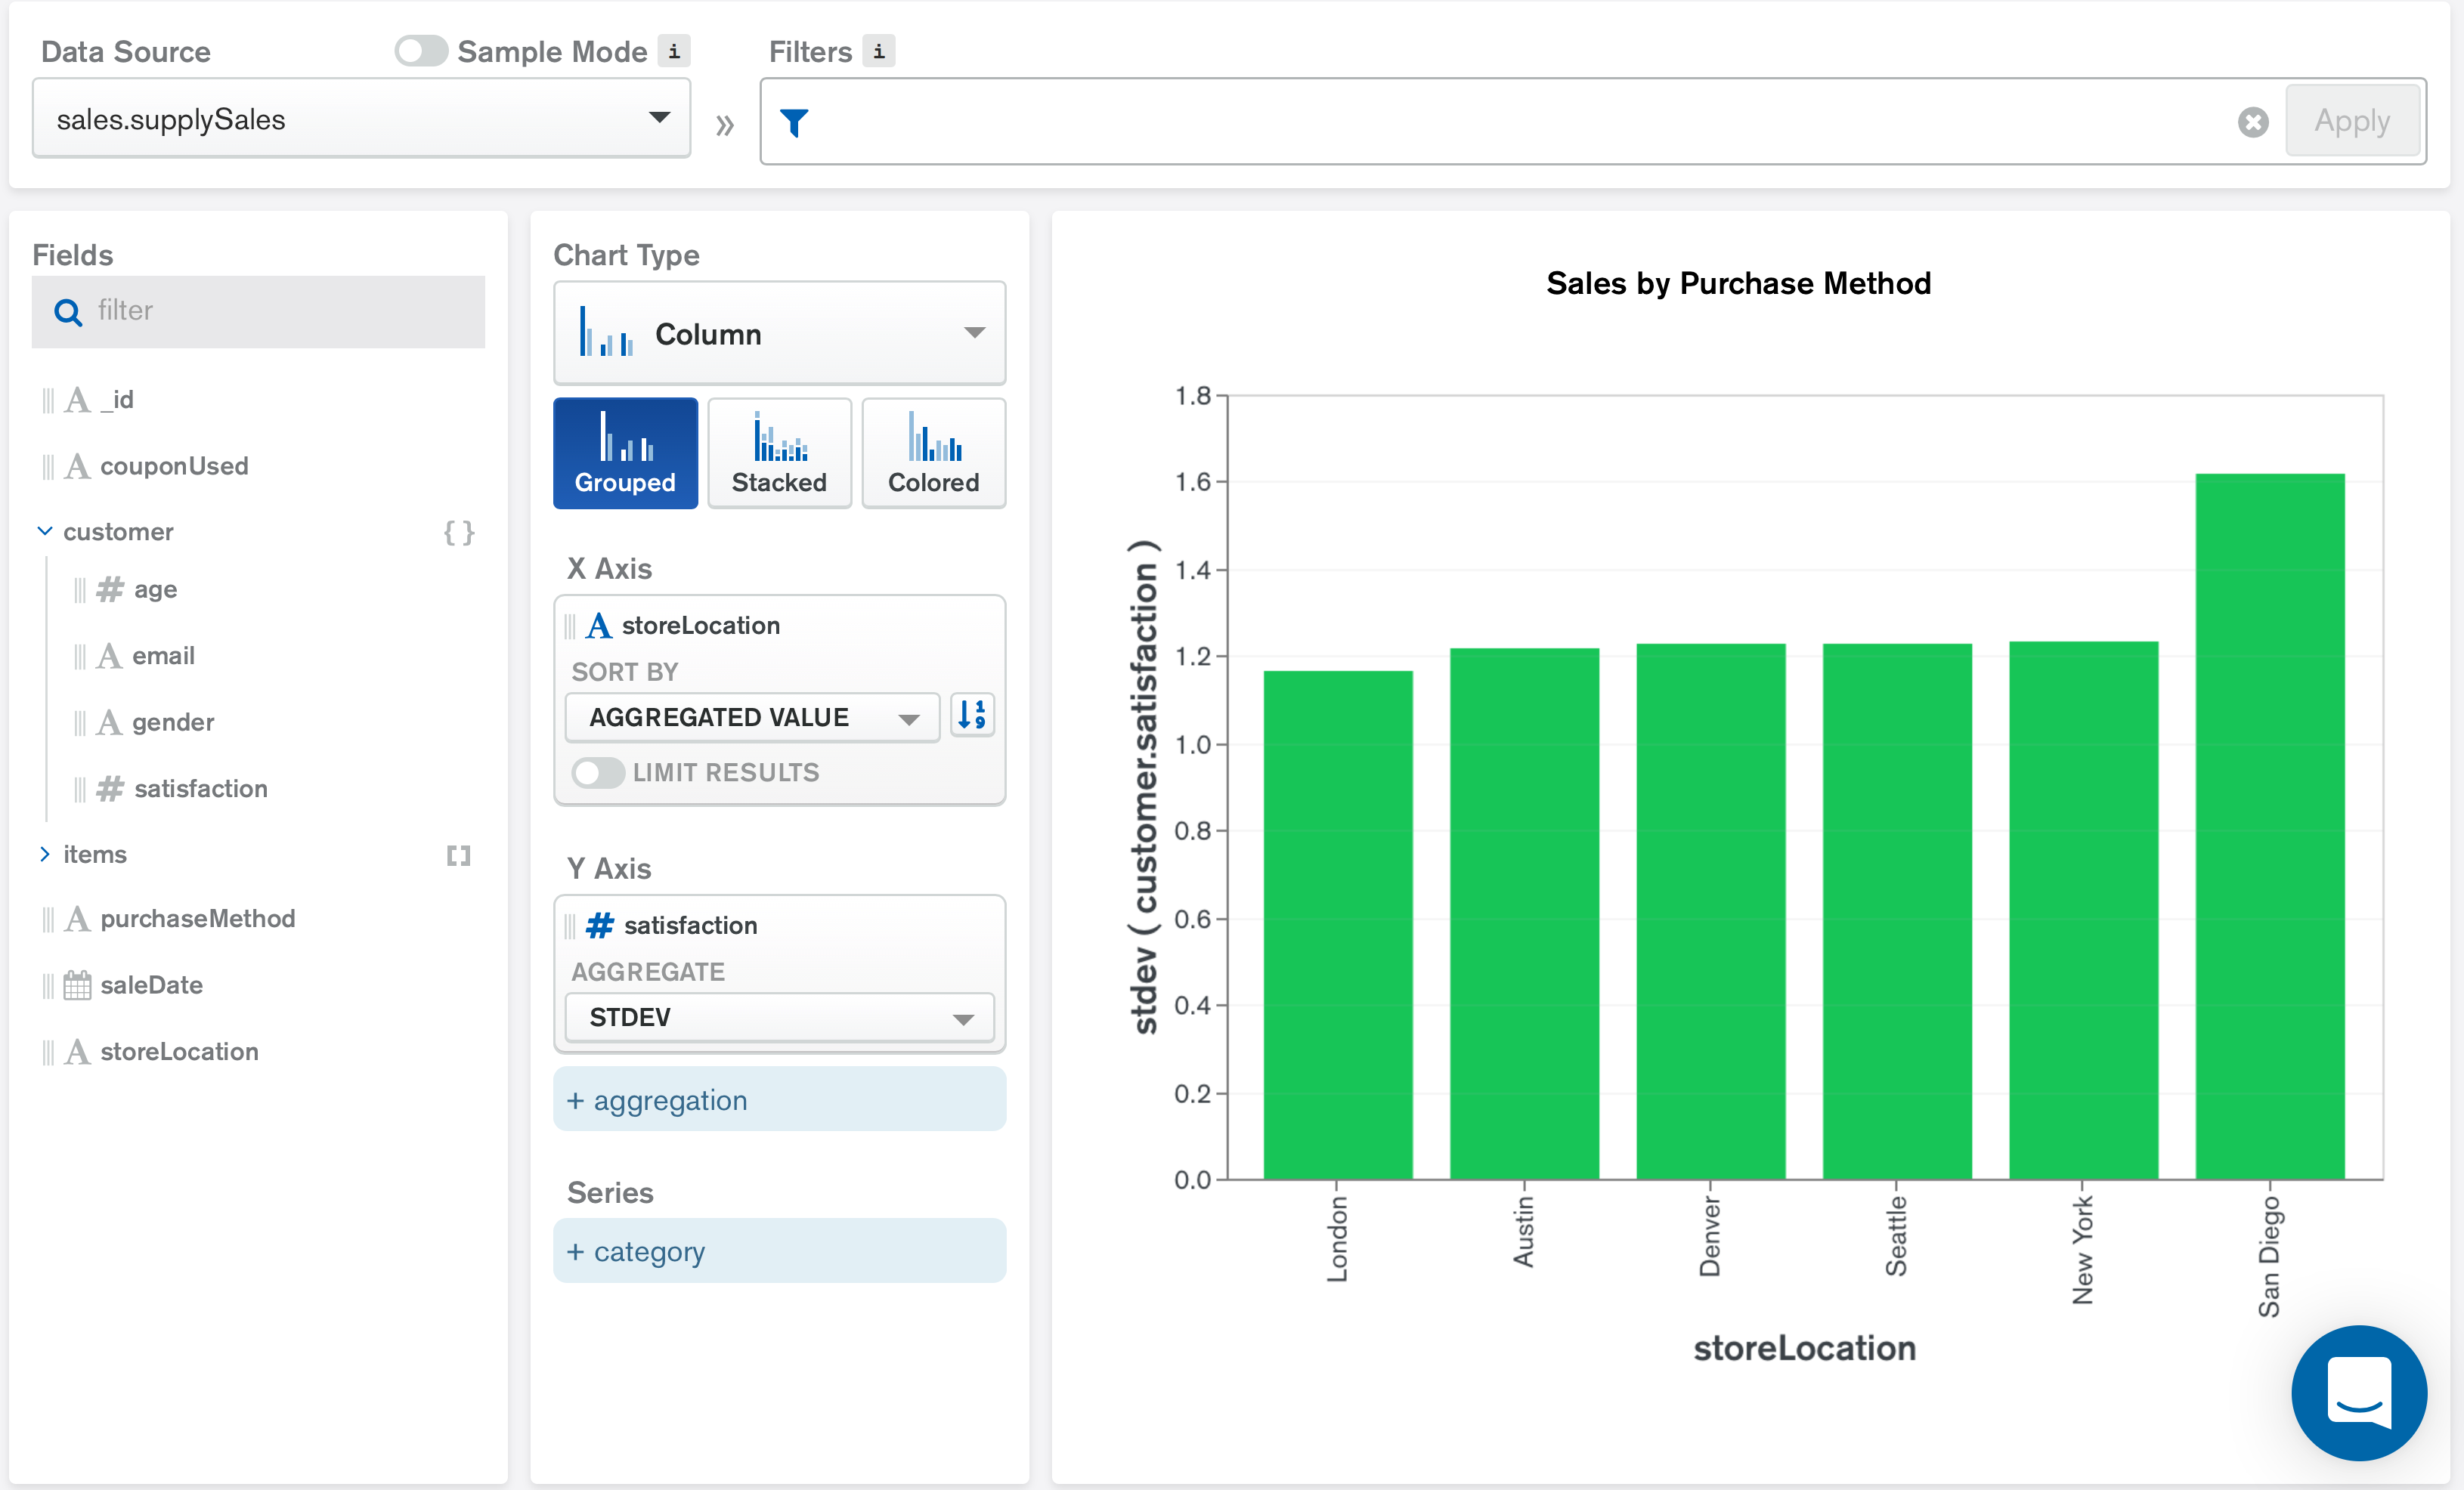 Data Source
Sample Mode i
Filters i
sales.supplySales
»
Apply
Fields
filter
A _id
A couponUsed
customer { }
# age
A email
A gender
# satisfaction
items [ ]
A purchaseMethod
saleDate
A storeLocation
Chart Type
Column
Grouped
Stacked
Colored
X Axis
A storeLocation
SORT BY
AGGREGATED VALUE
1
9
LIMIT RESULTS
Y Axis
# satisfaction
AGGREGATE
STDEV
+ aggregation
Series
+ category
Sales by Purchase Method
stdev ( customer.satisfaction )
1.8
1.6
1.4
1.2
1.0
0.8
0.6
0.4
0.2
0.0
London
Austin
Denver
Seattle
New York
San Diego
storeLocation